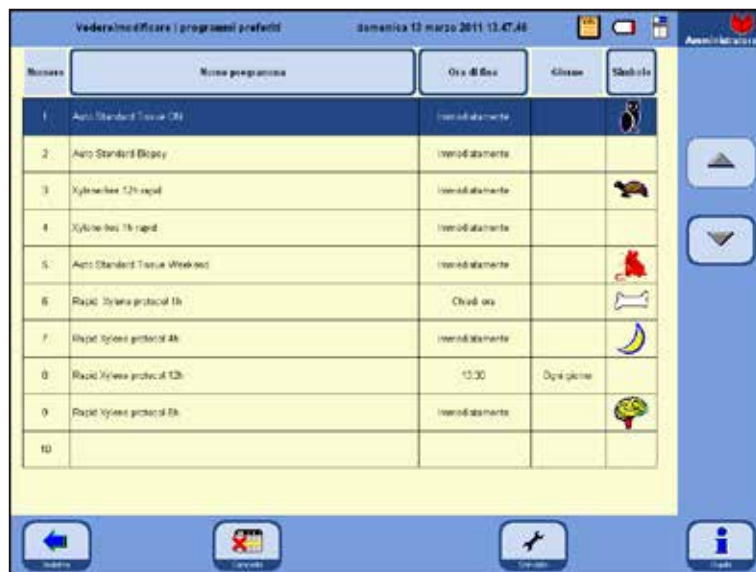 Vedere/modificare i programmi preferiti domenica 13 marzo 2011 13.47.48
Amministratore
Numero Nome programma Ora di fine Giorno Simbolo
1 Auto Standard Tissue ON Immediatamente
2 Auto Standard Biopsy Immediatamente
3 Xylene-free 12h rapid Immediatamente
4 Xylene-free 1h rapid Immediatamente
5 Auto Standard Tissue Weekend Immediatamente
6 Rapid Xylene protocol 1h Chiedi ora
7 Rapid Xylene protocol 4h Immediatamente
8 Rapid Xylene protocol 12h 13:30 Ogni giorno
9 Rapid Xylene protocol 8h Immediatamente
10
Indietro Cancella Simbolo